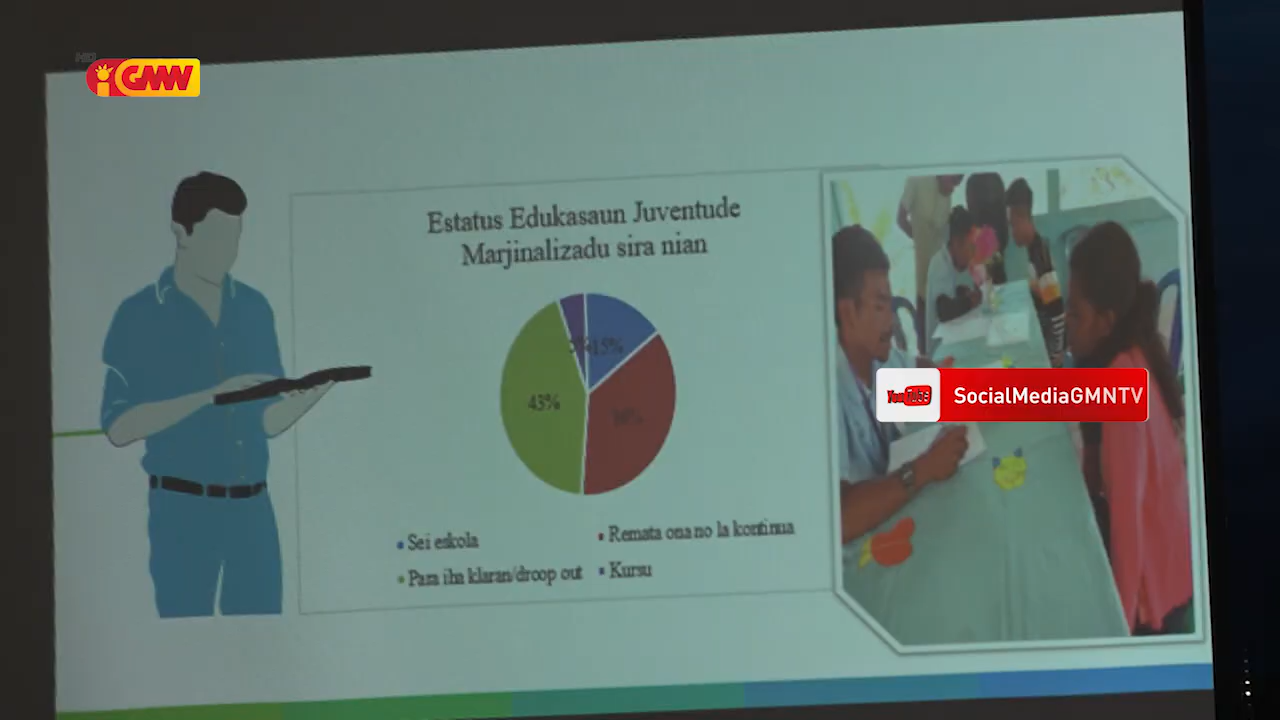 GMN
Estatus Edukasaun Juventude
Marjinalizadu sira nian
15%
43%
Sei eskola
Remata ona no la kontinua
Para iha klaran/droop out
Kursu
YouTube
SocialMediaGMNTV